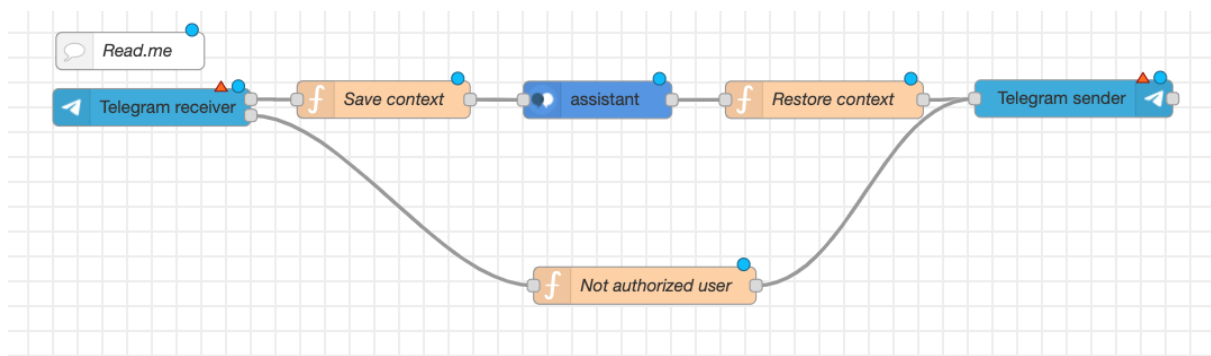 Read.me
Telegram receiver
Save context
assistant
Restore context
Telegram sender
Not authorized user